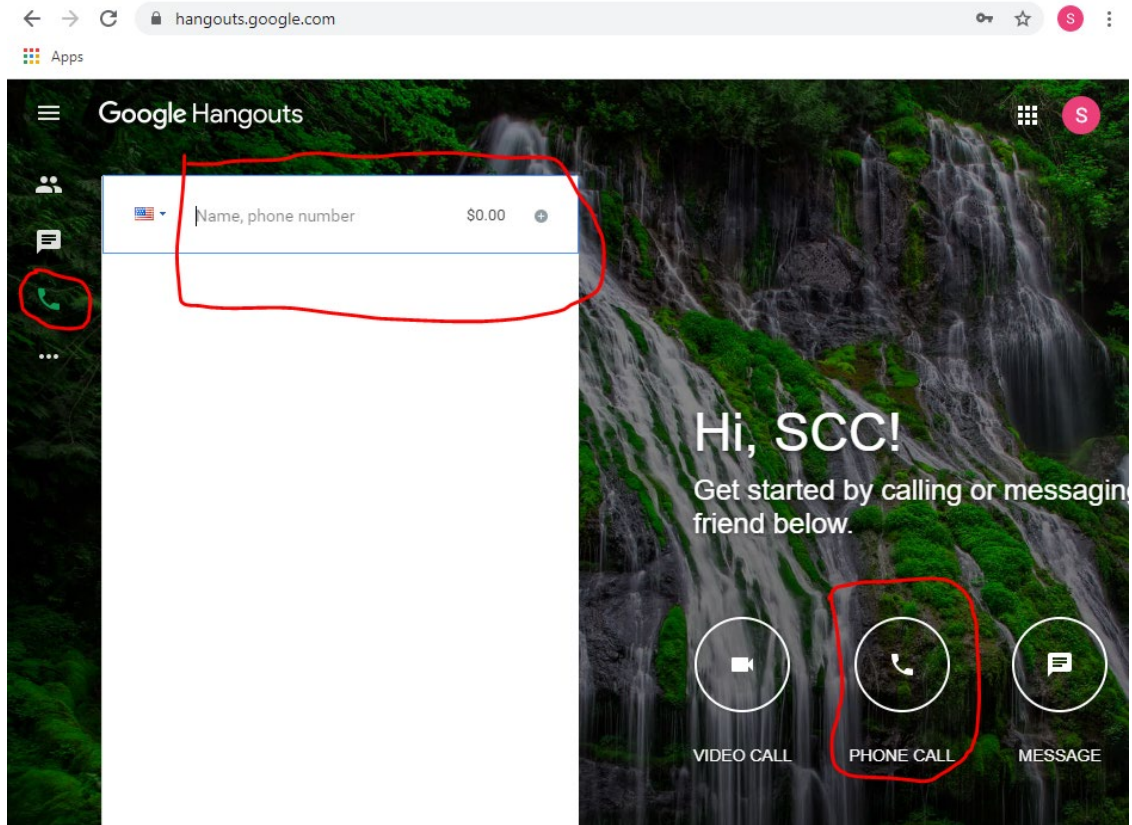 hangouts.google.com
S
Apps
Google Hangouts
S
Name, phone number $0.00
Hi, SCC!
Get started by calling or messaging
friend below.
VIDEO CALL PHONE CALL MESSAGE